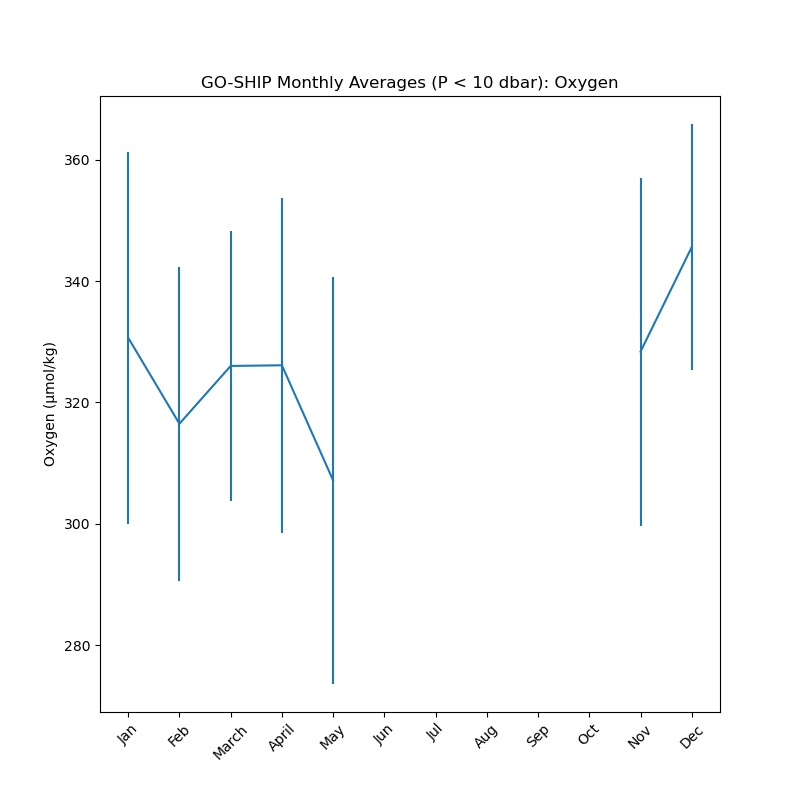 GO-SHIP Monthly Averages (P < 10 dbar): Oxygen
Oxygen (µmol/kg)
360
340
320
300
280
Jan
Feb
March
April
May
Jun
Jul
Aug
Sep
Oct
Nov
Dec